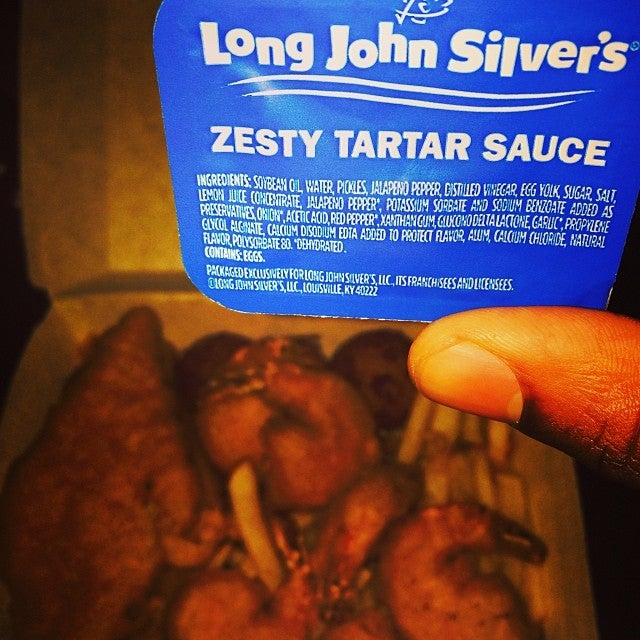 Long John Silver's®
ZESTY TARTAR SAUCE
INGREDIENTS: SOYBEAN OIL, WATER, PICKLES, JALAPENO PEPPER, DISTILLED VINEGAR, EGG YOLK, SUGAR, SALT,
LEMON JUICE CONCENTRATE, JALAPENO PEPPER*, POTASSIUM SORBATE AND SODIUM BENZOATE ADDED AS
PRESERVATIVES, ONION*, ACETIC ACID, RED PEPPER*, XANTHAN GUM, GLUKONO DELTA LACTONE, GARLIC*, PROPYLENE
GLYCOL ALGINATE, CALCIUM DISODIUM EDTA ADDED TO PROTECT FLAVOR, ALUM, CALCIUM CHLORIDE, NATURAL
FLAVOR, POLYSORBATE 80. *DEHYDRATED.
CONTAINS: EGGS.
PACKAGED EXCLUSIVELY FOR LONG JOHN SILVER'S, LLC, ITS FRANCHISEES AND LICENSEES.
©LONG JOHN SILVER'S, LLC, LOUISVILLE, KY 40222